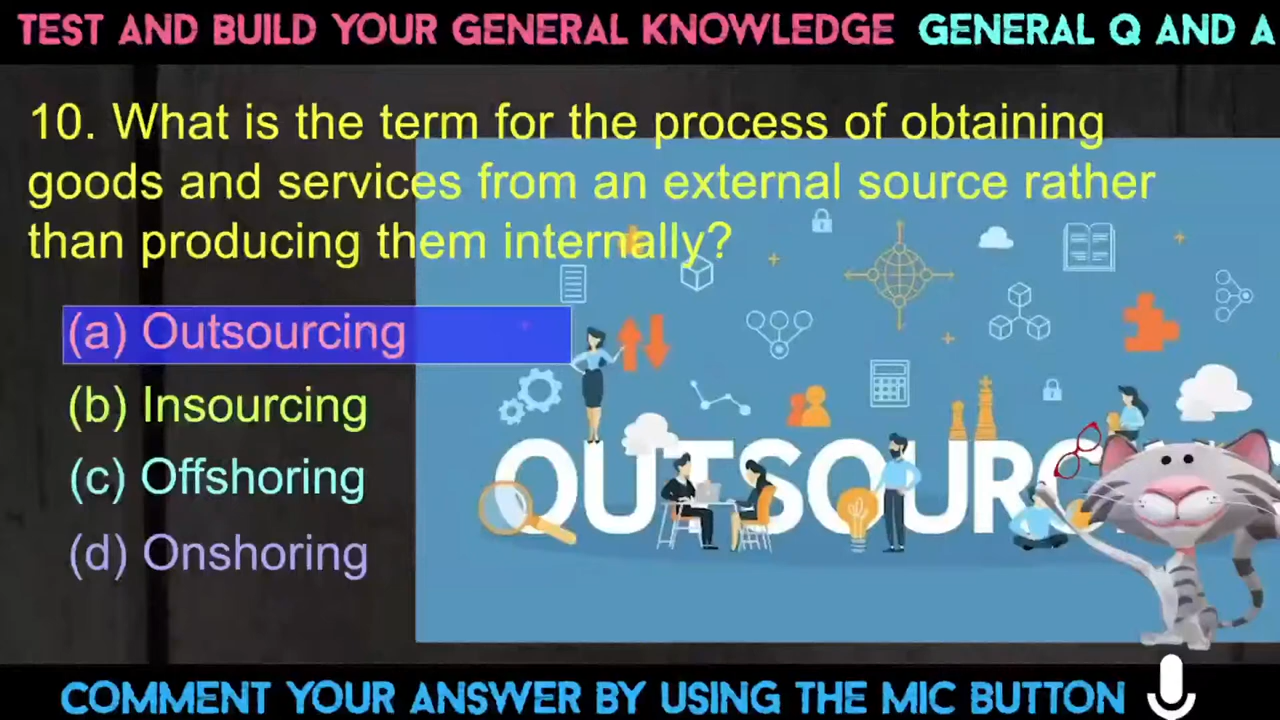 TEST AND BUILD YOUR GENERAL KNOWLEDGE GENERAL Q AND A
10. What is the term for the process of obtaining
goods and services from an external source rather
than producing them internally?
(a) Outsourcing
(b) Insourcing
(c) Offshoring
(d) Onshoring
OUTSOURC
COMMENT YOUR ANSWER BY USING THE MIC BUTTON